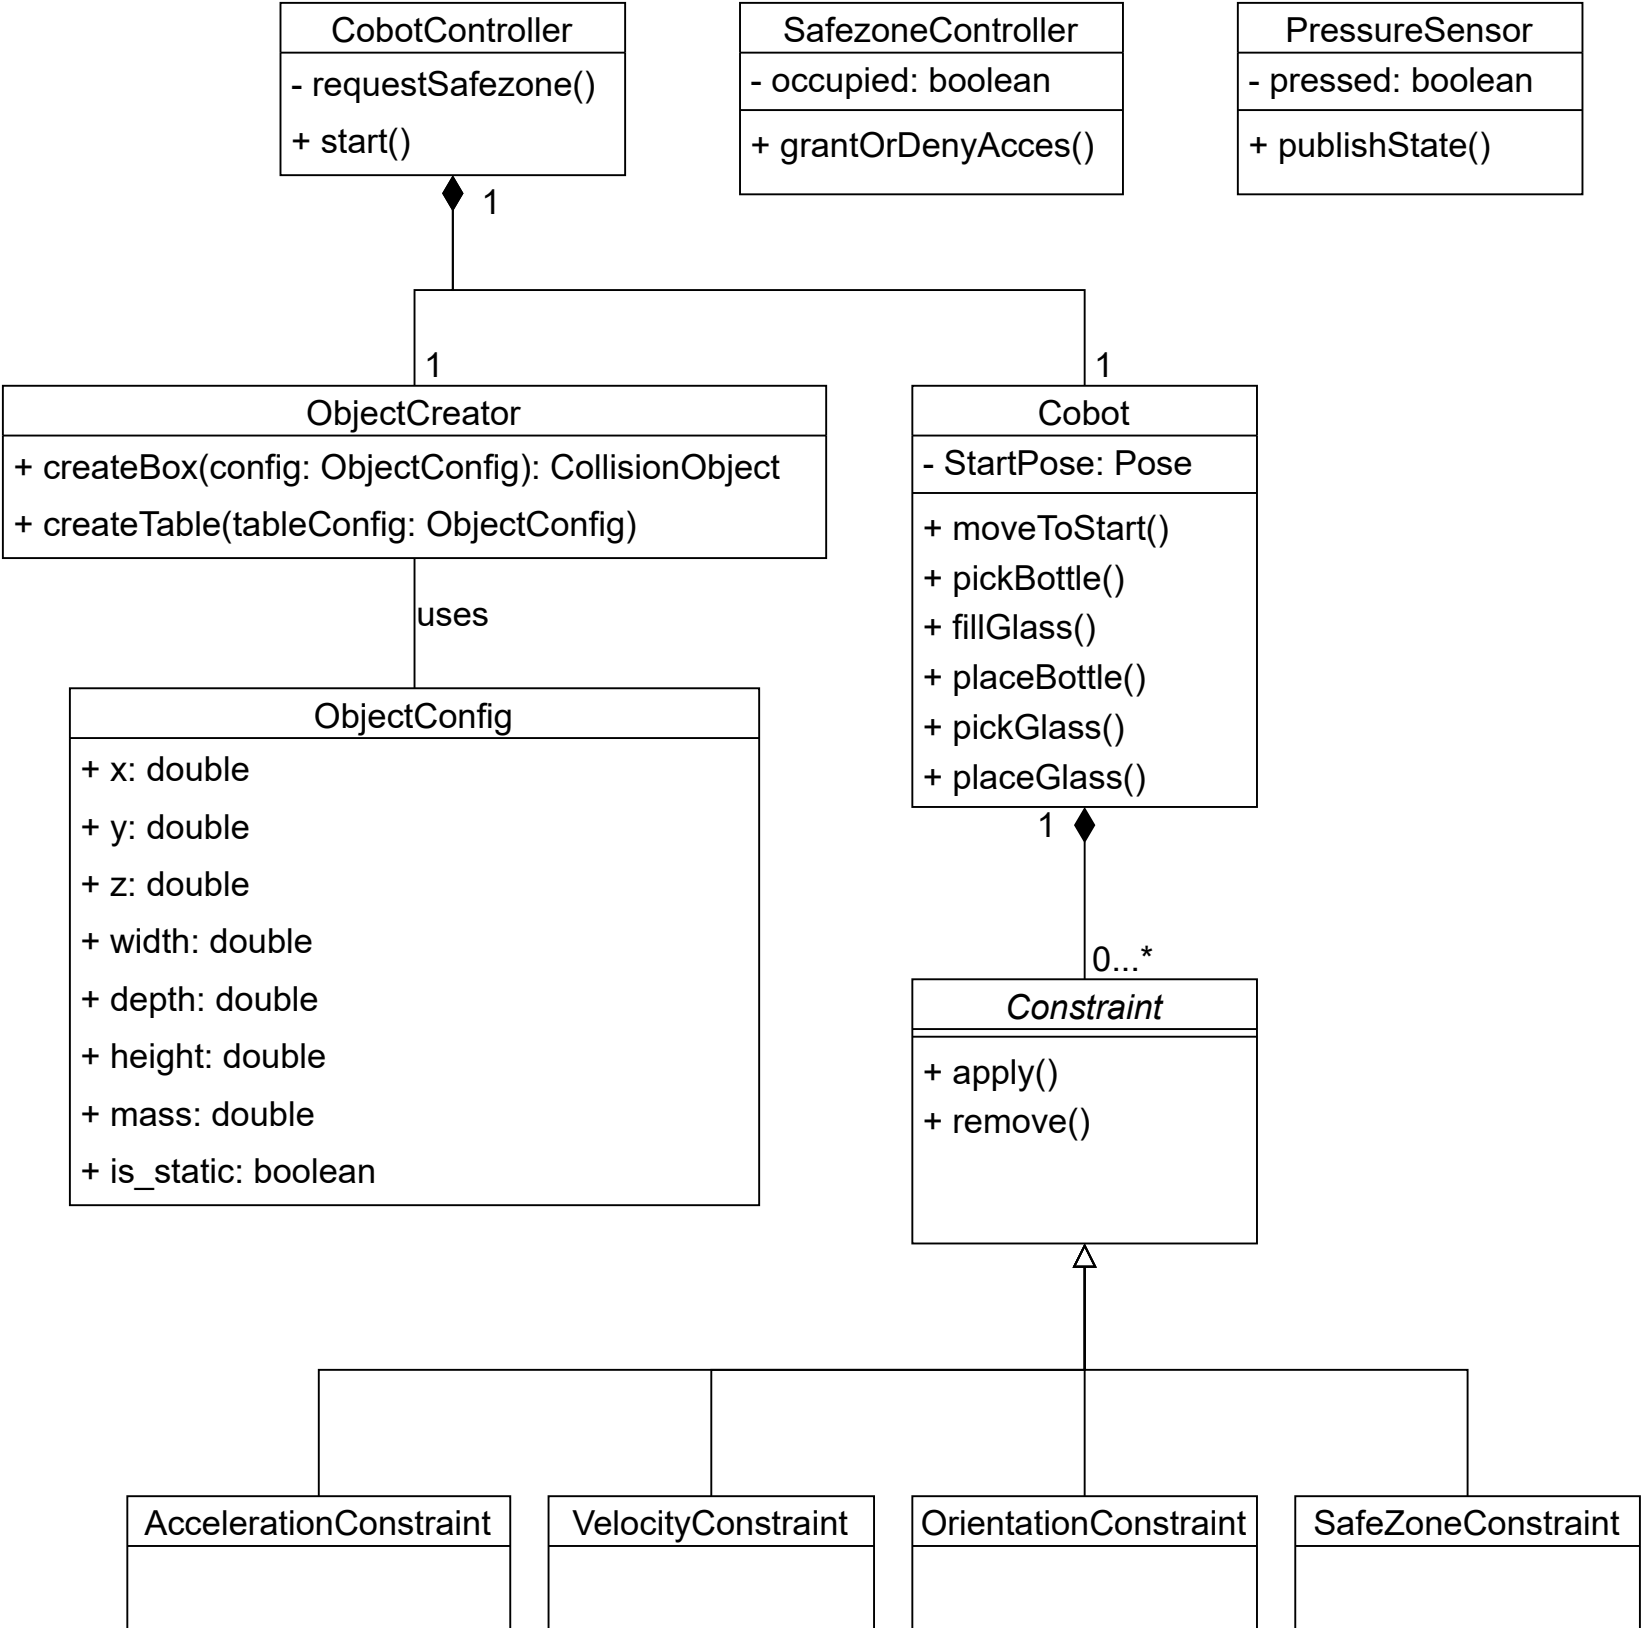 CobotController
- requestSafezone()
+ start()
1
SafezoneController
- occupied: boolean
+ grantOrDenyAcces()
PressureSensor
- pressed: boolean
+ publishState()
1
ObjectCreator
+ createBox(config: ObjectConfig): CollisionObject
+ createTable(tableConfig: ObjectConfig)
uses
ObjectConfig
+ x: double
+ y: double
+ z: double
+ width: double
+ depth: double
+ height: double
+ mass: double
+ is_static: boolean
1
Cobot
- StartPose: Pose
+ moveToStart()
+ pickBottle()
+ fillGlass()
+ placeBottle()
+ pickGlass()
+ placeGlass()
1
0...*
Constraint
+ apply()
+ remove()
AccelerationConstraint
VelocityConstraint
OrientationConstraint
SafeZoneConstraint